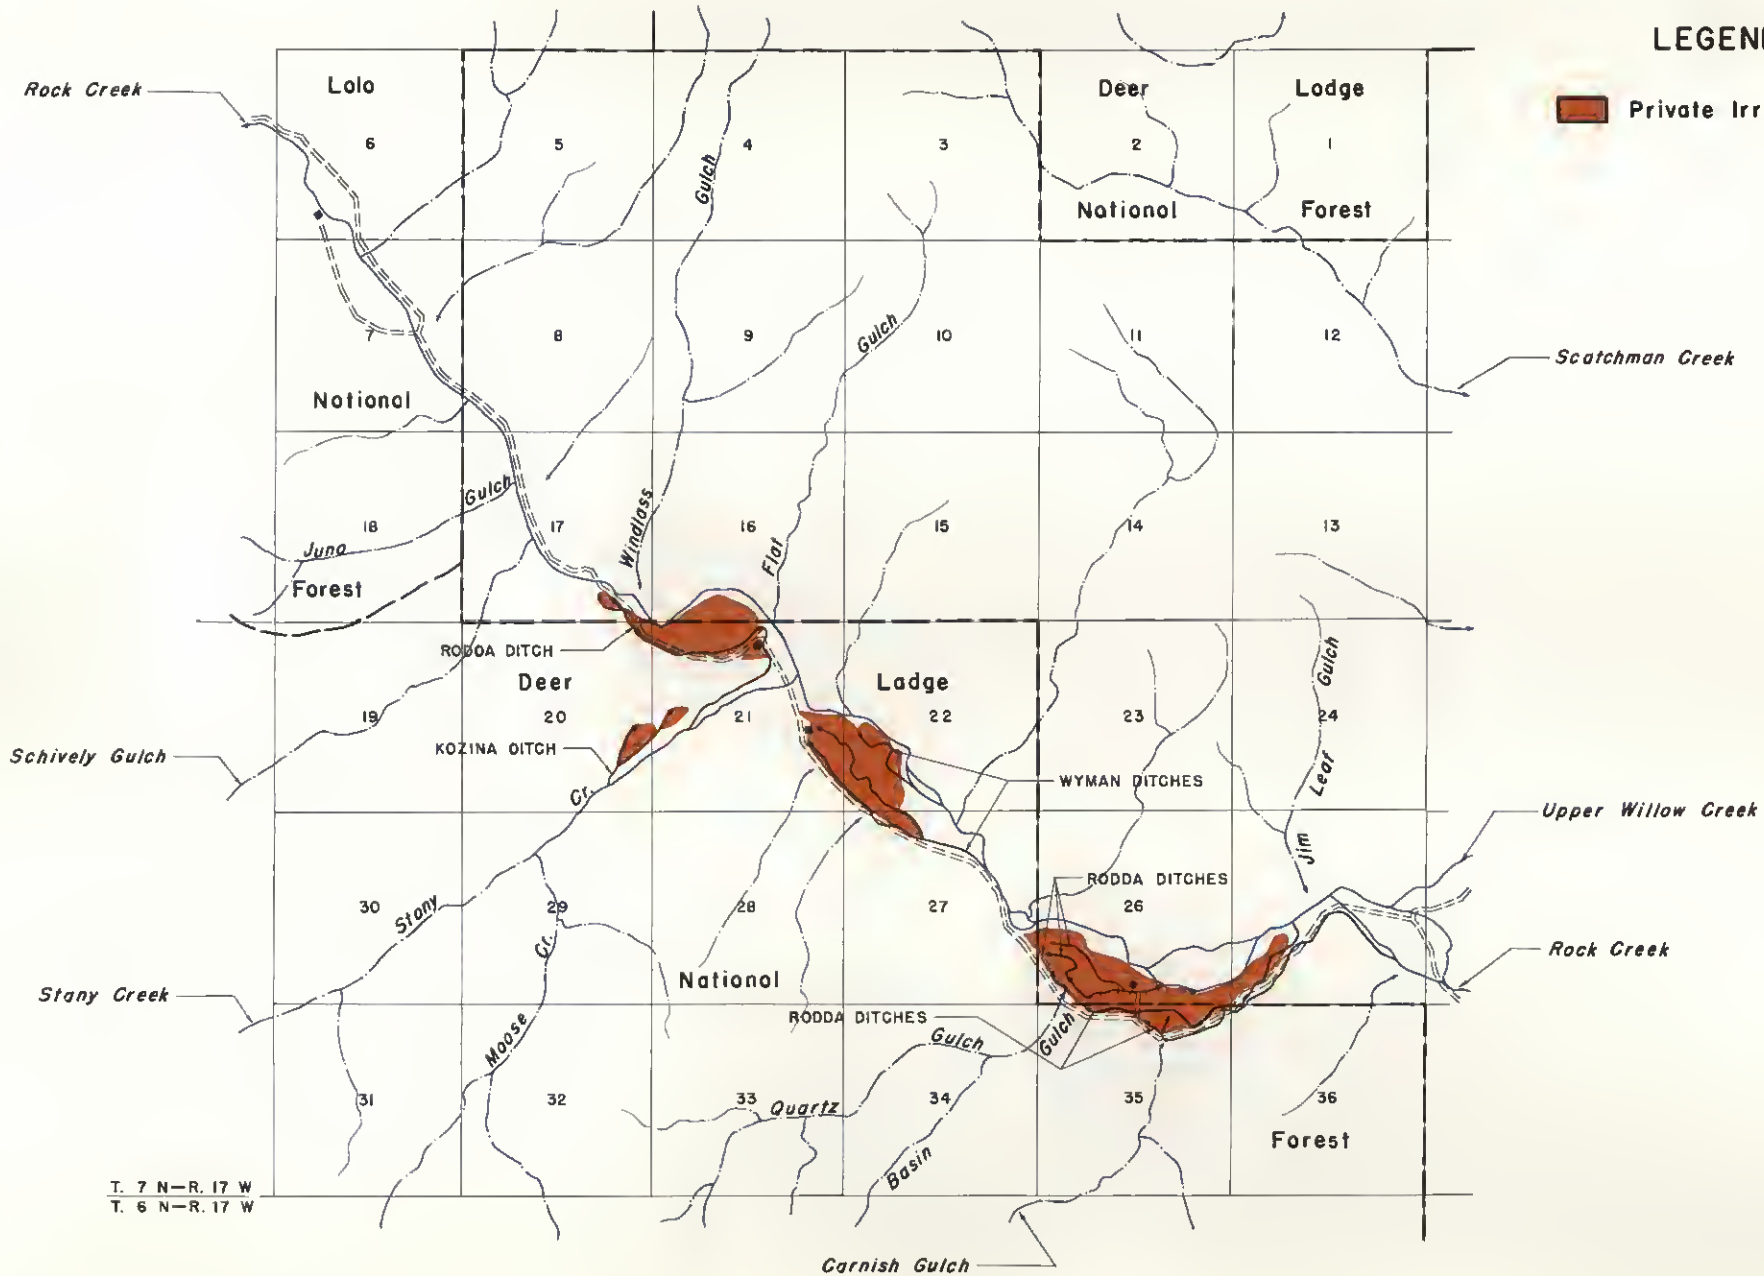 LEGEN
Private Irr
Rock Creek
Lolo
Deer
Lodge
6
5
4
3
2
1
Gulch
National
Forest
7
8
9
10
11
12
Gulch
Scotchman Creek
National
Gulch
18
17
Windlass
16
Flat
15
14
13
Juno
Forest
RODDA DITCH
Deer
Lodge
Gulch
19
20
21
22
23
24
KOZINA DITCH
Schively Gulch
WYMAN DITCHES
Leaf
Cr.
Upper Willow Creek
Jim
RODDA DITCHES
30
Stony
29
28
27
26
Cr.
Rock Creek
National
Stony Creek
RODDA DITCHES
Moose
Gulch
Gulch
31
32
33
Quartz
34
35
36
Forest
Basin
T. 7 N—R. 17 W
T. 6 N—R. 17 W
Cornish Gulch